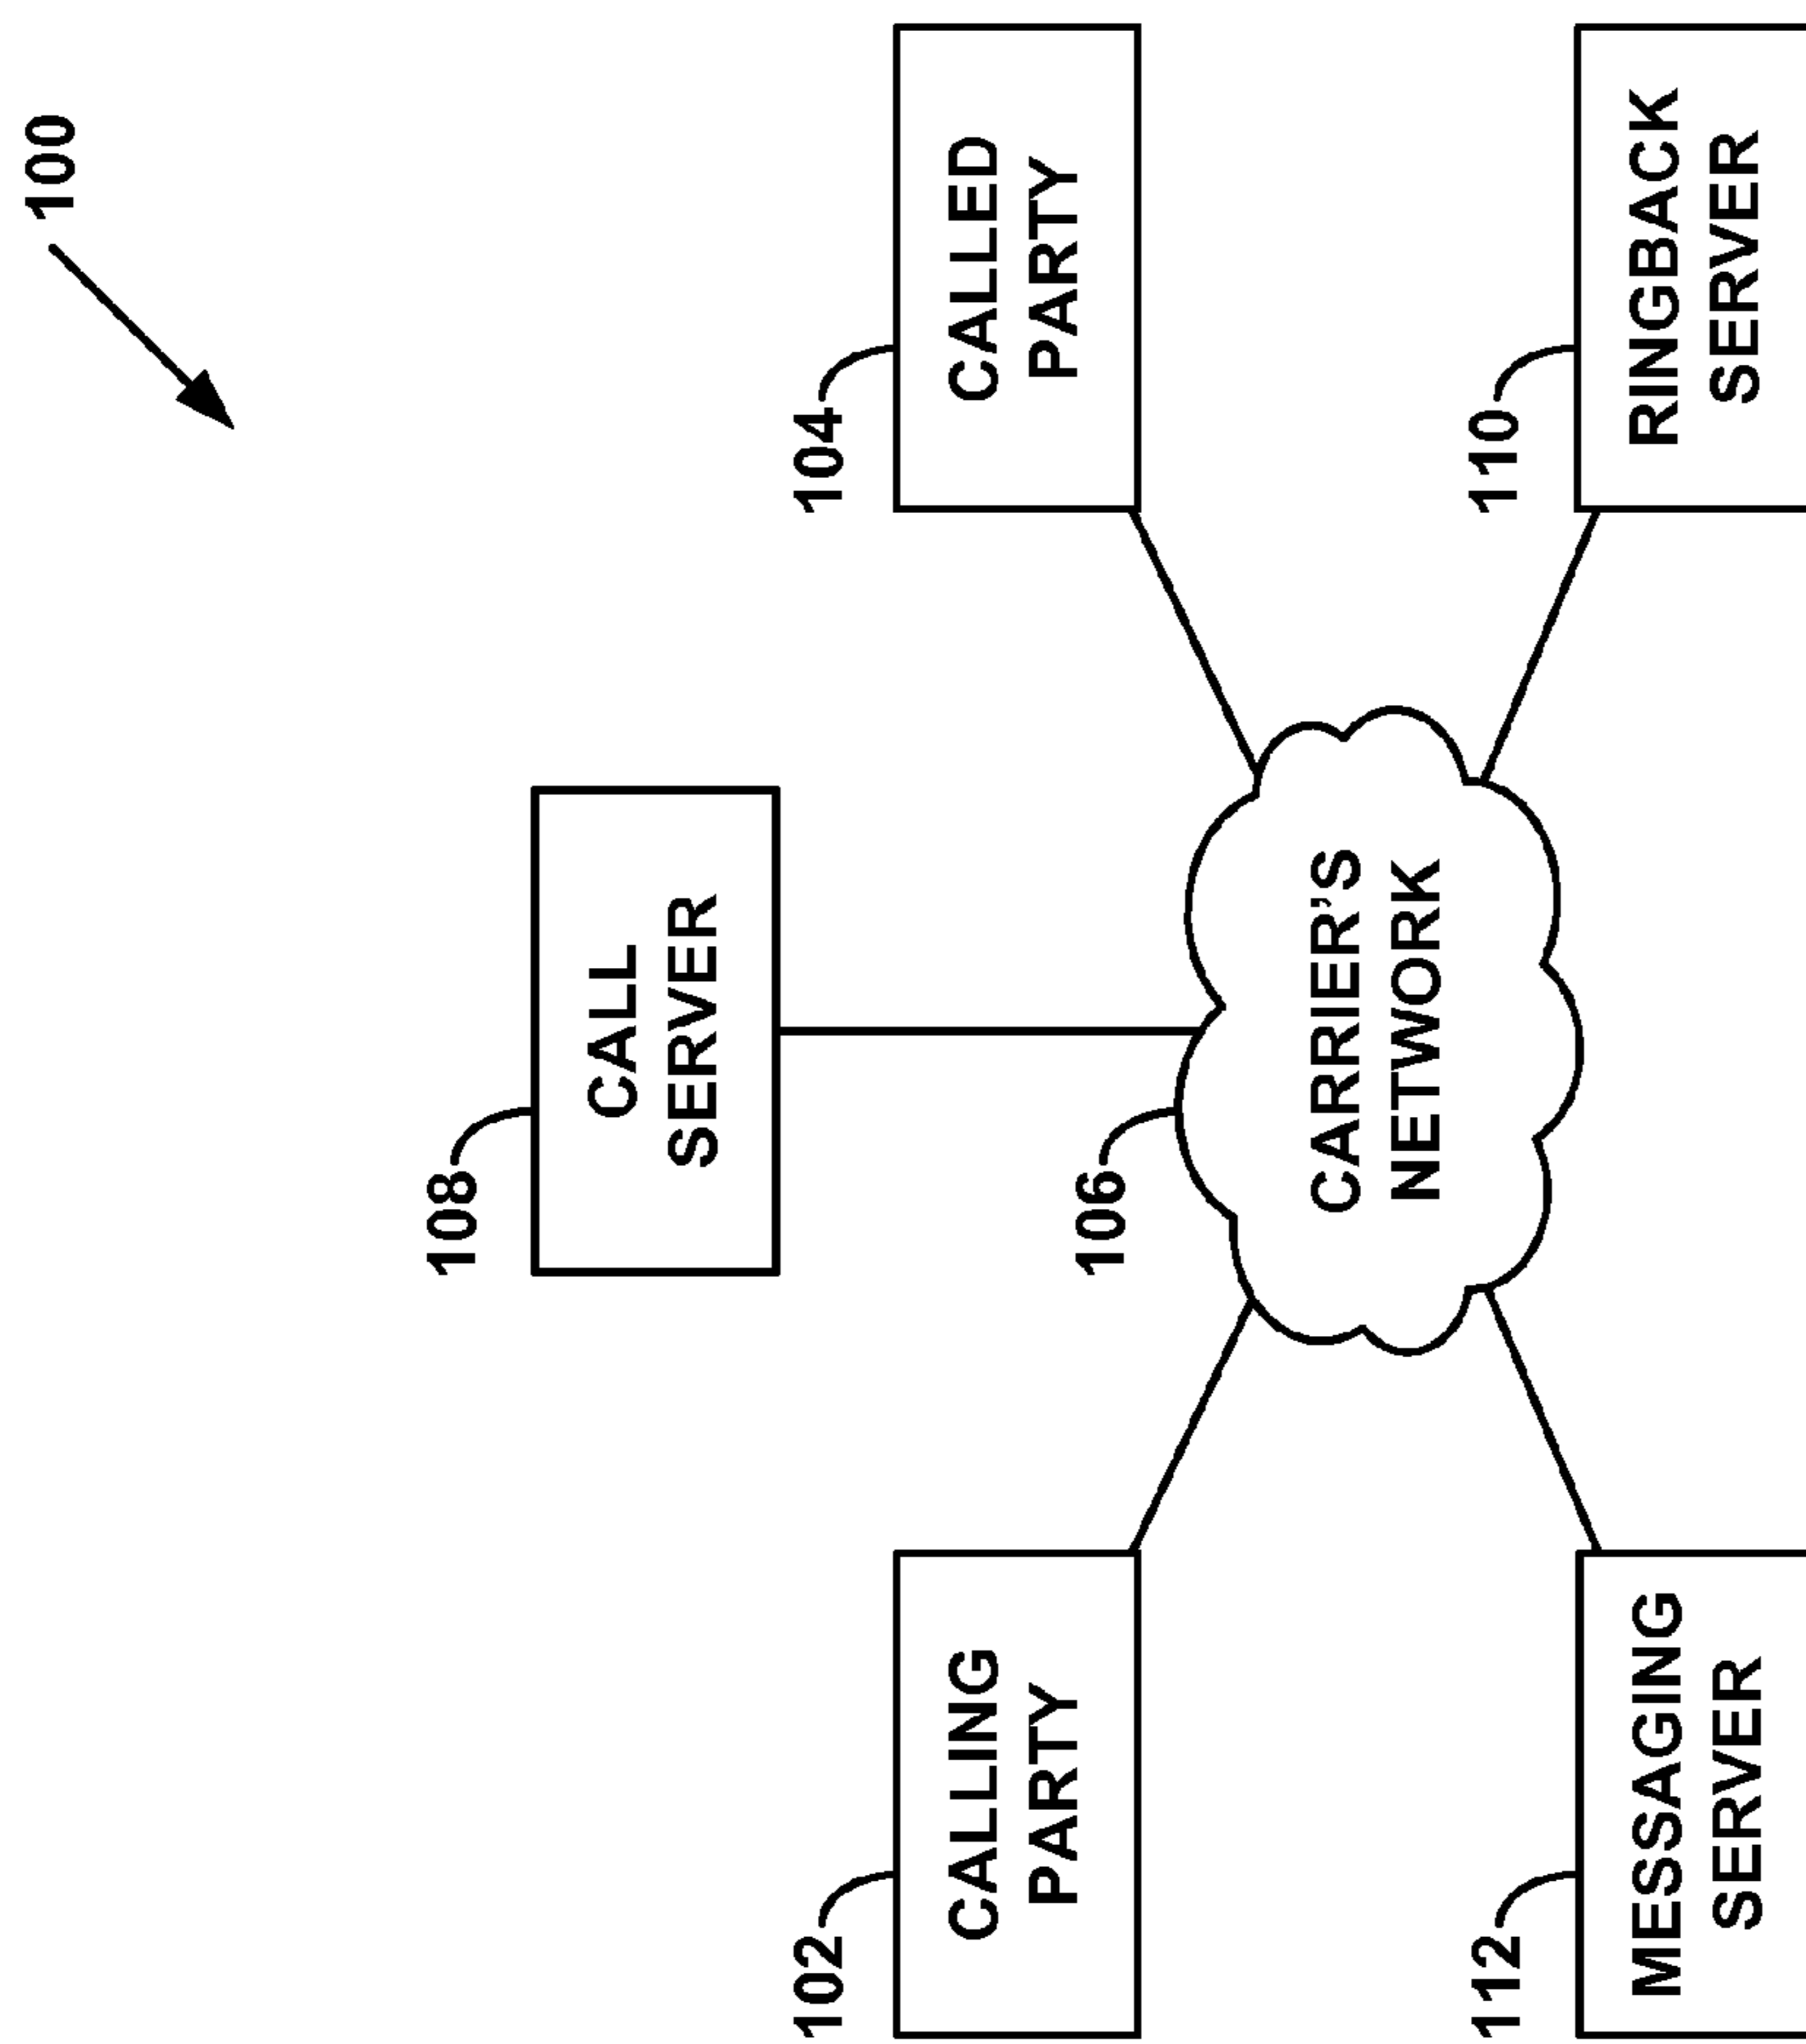 100
108
CALL
SERVER
102
CALLING
PARTY
104
CALLED
PARTY
106
CARRIER'S
NETWORK
112
MESSAGING
SERVER
110
RINGBACK
SERVER